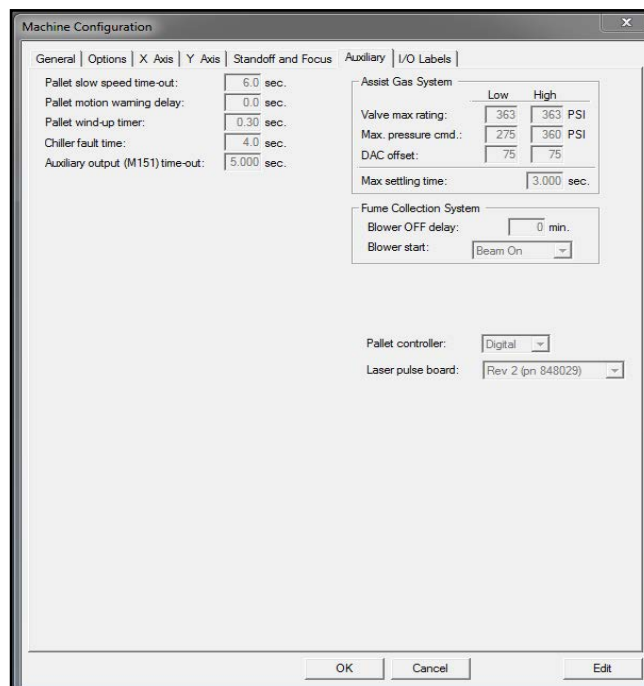 Machine Configuration
General | Options | X Axis | Y Axis | Standoff and Focus | Auxiliary | I/O Labels
Pallet slow speed time-out: 6.0 sec.
Pallet motion warning delay: 0.0 sec.
Pallet wind-up timer: 0.30 sec.
Chiller fault time: 4.0 sec.
Auxiliary output (M151) time-out: 5.000 sec.
Assist Gas System
Low High
Valve max rating: 363 363 PSI
Max. pressure cmd.: 275 360 PSI
DAC offset: 75 75
Max settling time: 3.000 sec.
Fume Collection System
Blower OFF delay: 0 min.
Blower start: Beam On
Pallet controller: Digital
Laser pulse board: Rev 2 (pn 848029)
OK Cancel Edit